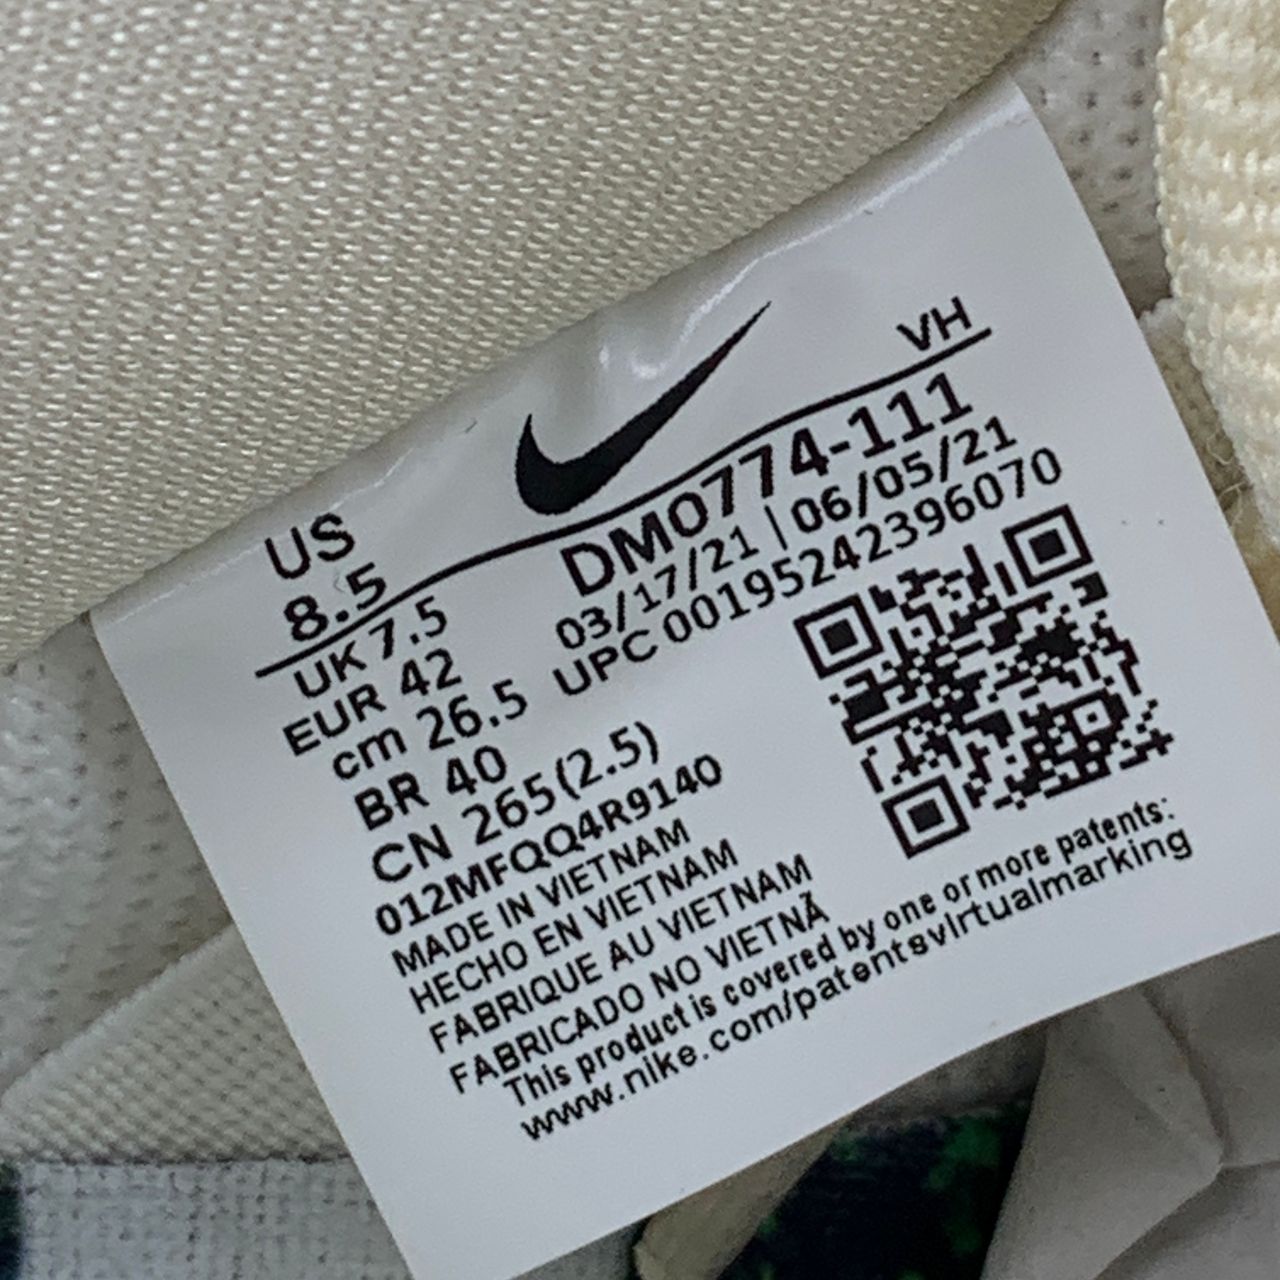 VH
US
8.5
UK 7.5
EUR 42
cm 26.5
BR 40
CN 265(2.5)
DM0774-111
03/17/21 | 06/05/21
UPC 00195242396070
012MFQQ4R9140
MADE IN VIETNAM
HECHO EN VIETNAM
FABRIQUE AU VIETNAM
FABRICADO NO VIETNÃ
This product is covered by one or more patents:
www.nike.com/patentsvirtualmarking